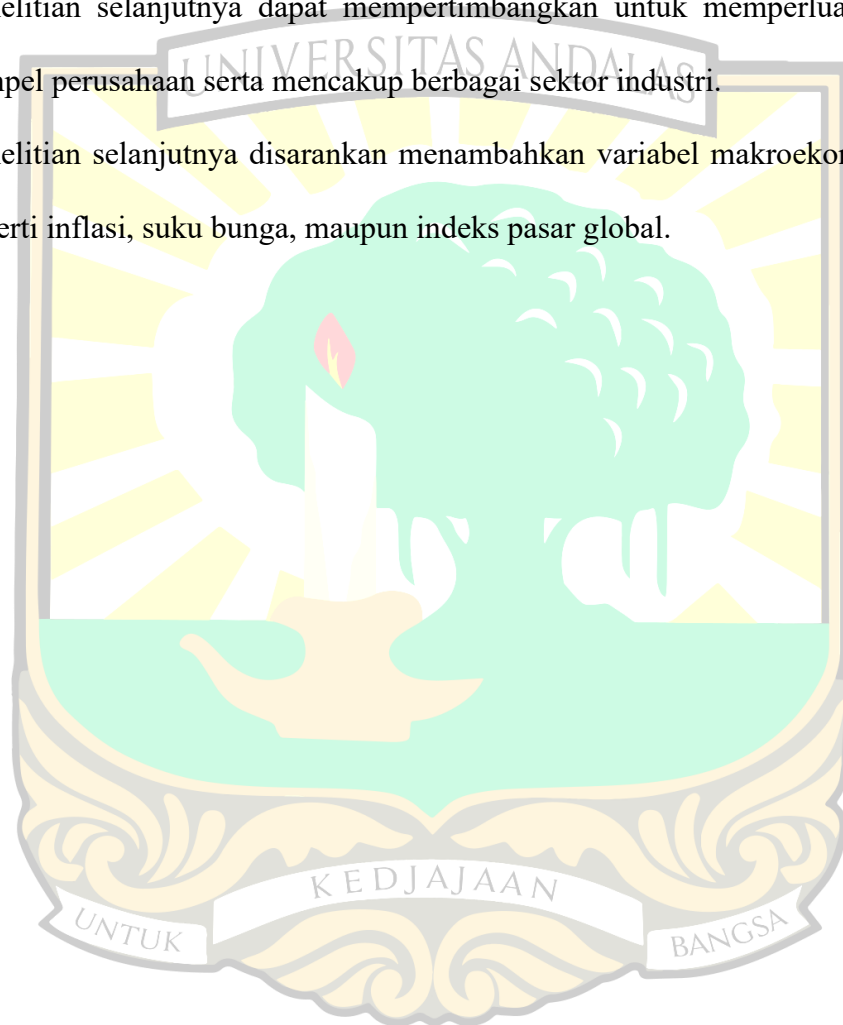 elitian selanjutnya dapat mempertimbangkan untuk memperlua
UNIVERSITAS ANDALAS
pel perusahaan serta mencakup berbagai sektor industri.
elitian selanjutnya disarankan menambahkan variabel makroekon
erti inflasi, suku bunga, maupun indeks pasar global.
KEDJAJAAN
UNTUK
BANGSA